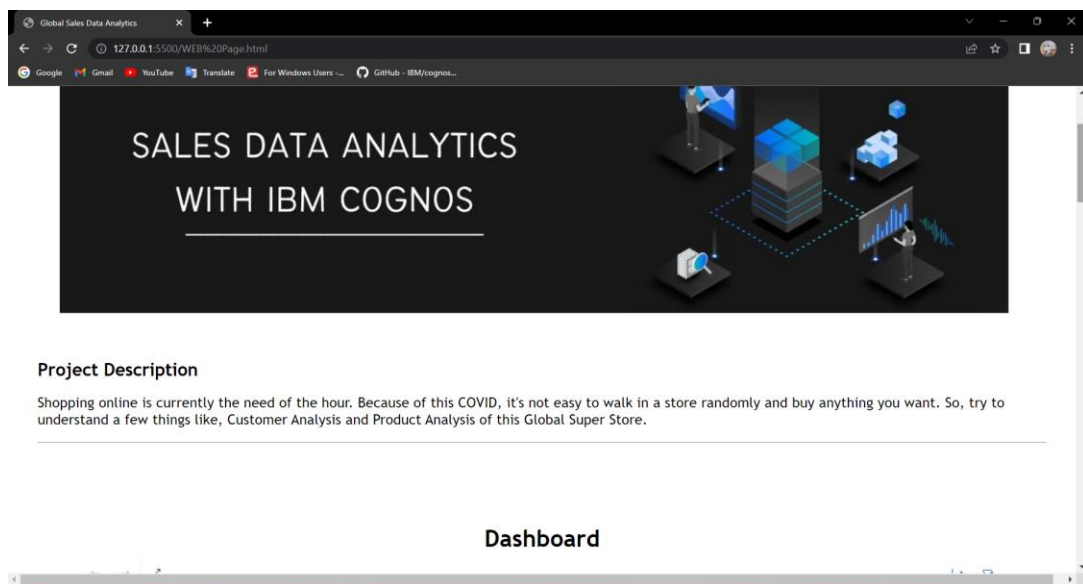 Global Sales Data Analytics
127.0.0.1:5500/WEB%20Page.html
Google Gmail YouTube Translate For Windows Users -... GitHub - IBM/cognos...
SALES DATA ANALYTICS
WITH IBM COGNOS
Project Description
Shopping online is currently the need of the hour. Because of this COVID, it's not easy to walk in a store randomly and buy anything you want. So, try to
understand a few things like, Customer Analysis and Product Analysis of this Global Super Store.
Dashboard